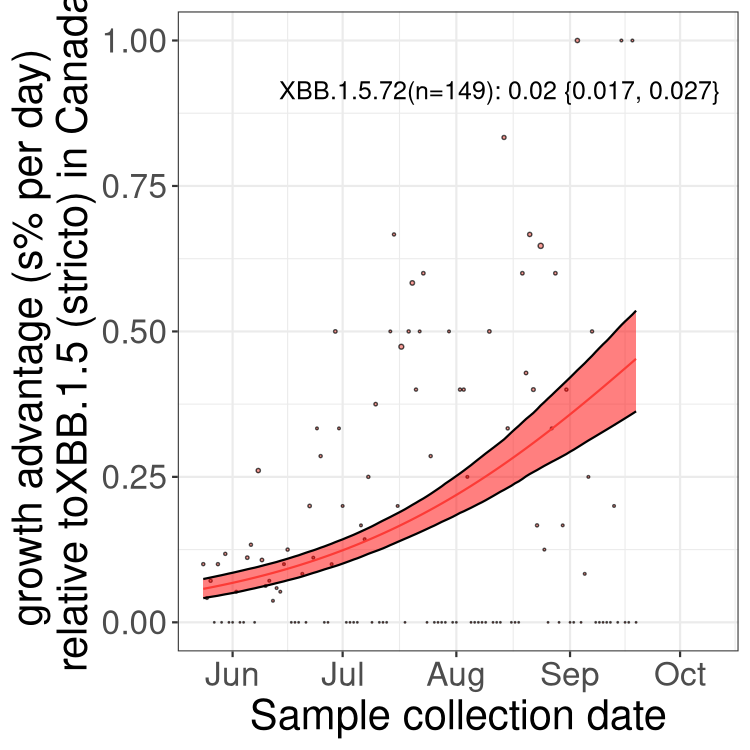 growth advantage (s% per day)
relative toXBB.1.5 (stricto) in Canada
1.00
0.75
0.50
0.25
0.00
XBB.1.5.72(n=149): 0.02 {0.017, 0.027}
Jun Jul Aug Sep Oct
Sample collection date